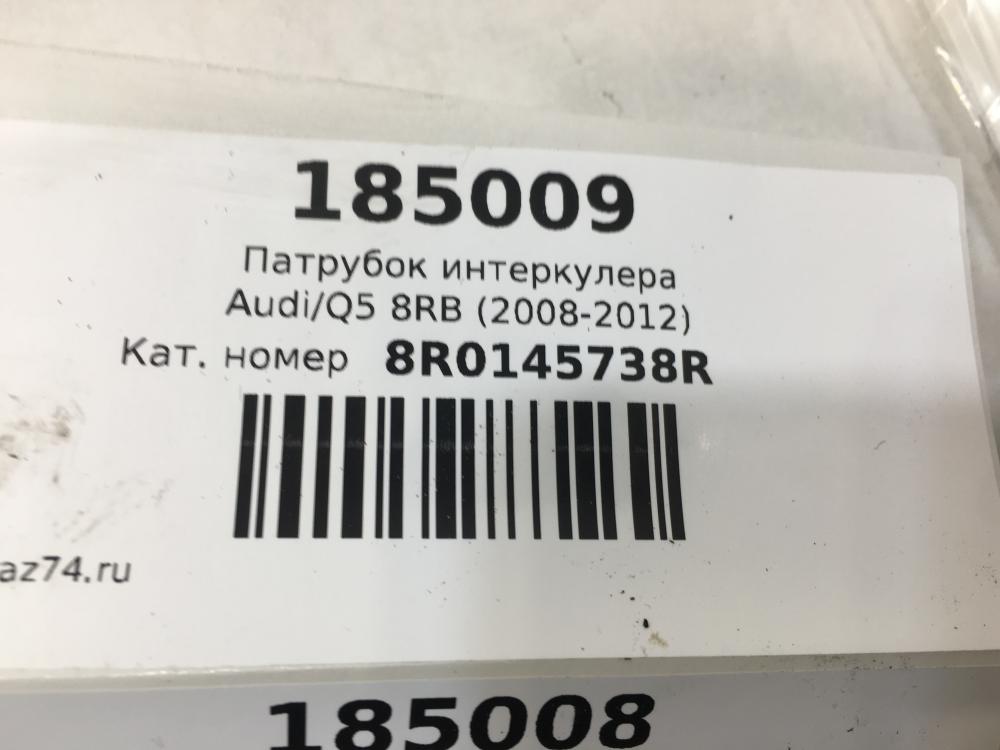 185009
Патрубок интеркулера
Audi/Q5 8RB (2008-2012)
Кат. номер 8R0145738R
az74.ru
185008